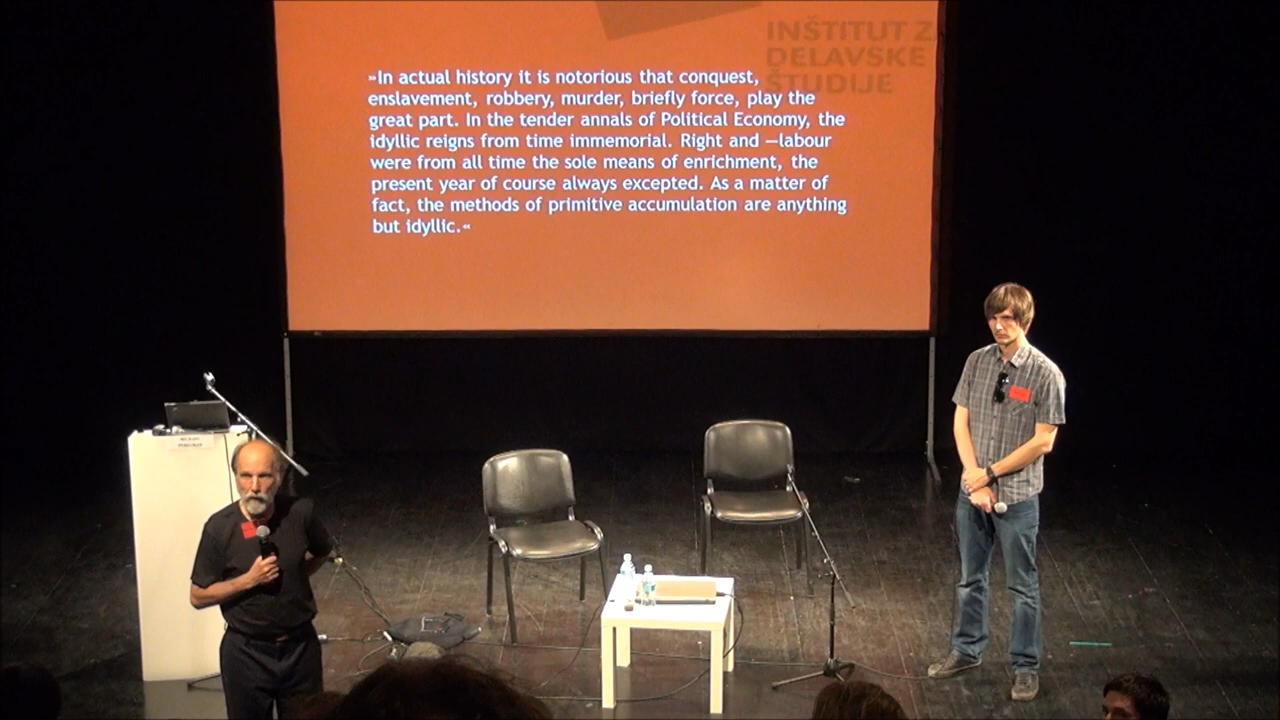 INŠTITUT Z
DELAVSKE
ŠTUDIJE
»In actual history it is notorious that conquest,
enslavement, robbery, murder, briefly force, play the
great part. In the tender annals of Political Economy, the
idyllic reigns from time immemorial. Right and —labour
were from all time the sole means of enrichment, the
present year of course always excepted. As a matter of
fact, the methods of primitive accumulation are anything
but idyllic.«